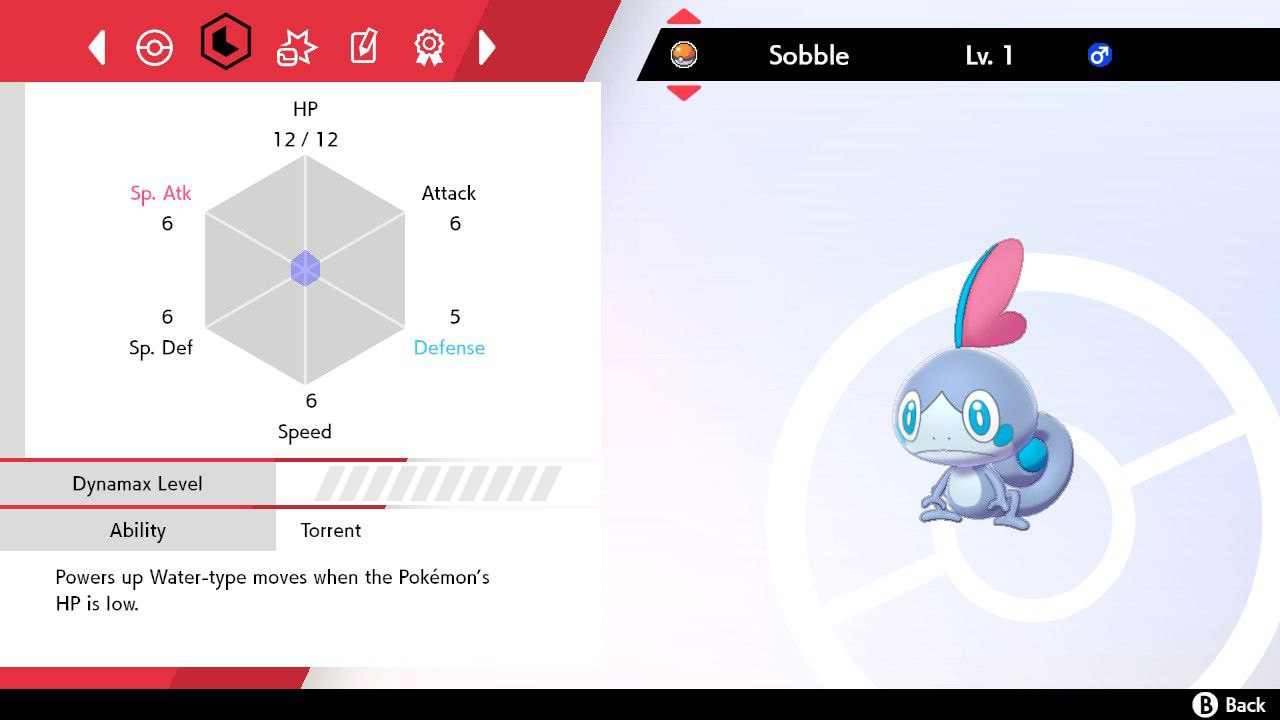 Sobble
Lv. 1
♂
HP
12 / 12
Sp. Atk
6
Attack
6
6
Sp. Def
5
Defense
6
Speed
Dynamax Level
Ability
Torrent
Powers up Water-type moves when the Pokémon's
HP is low.
B Back